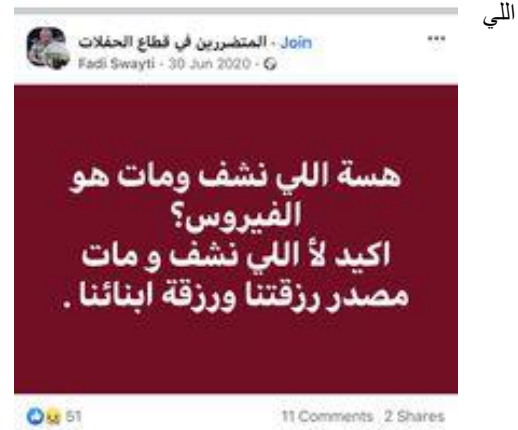 اللي
المتضررين في قطاع الحفلات · Join
Fadi Swayti · 30 Jun 2020 ·
هسة اللي نشف ومات هو
الفيروس؟
اكيد لأ اللي نشف و مات
مصدر رزقتنا ورزقة ابنائنا .
51
11 Comments 2 Shares